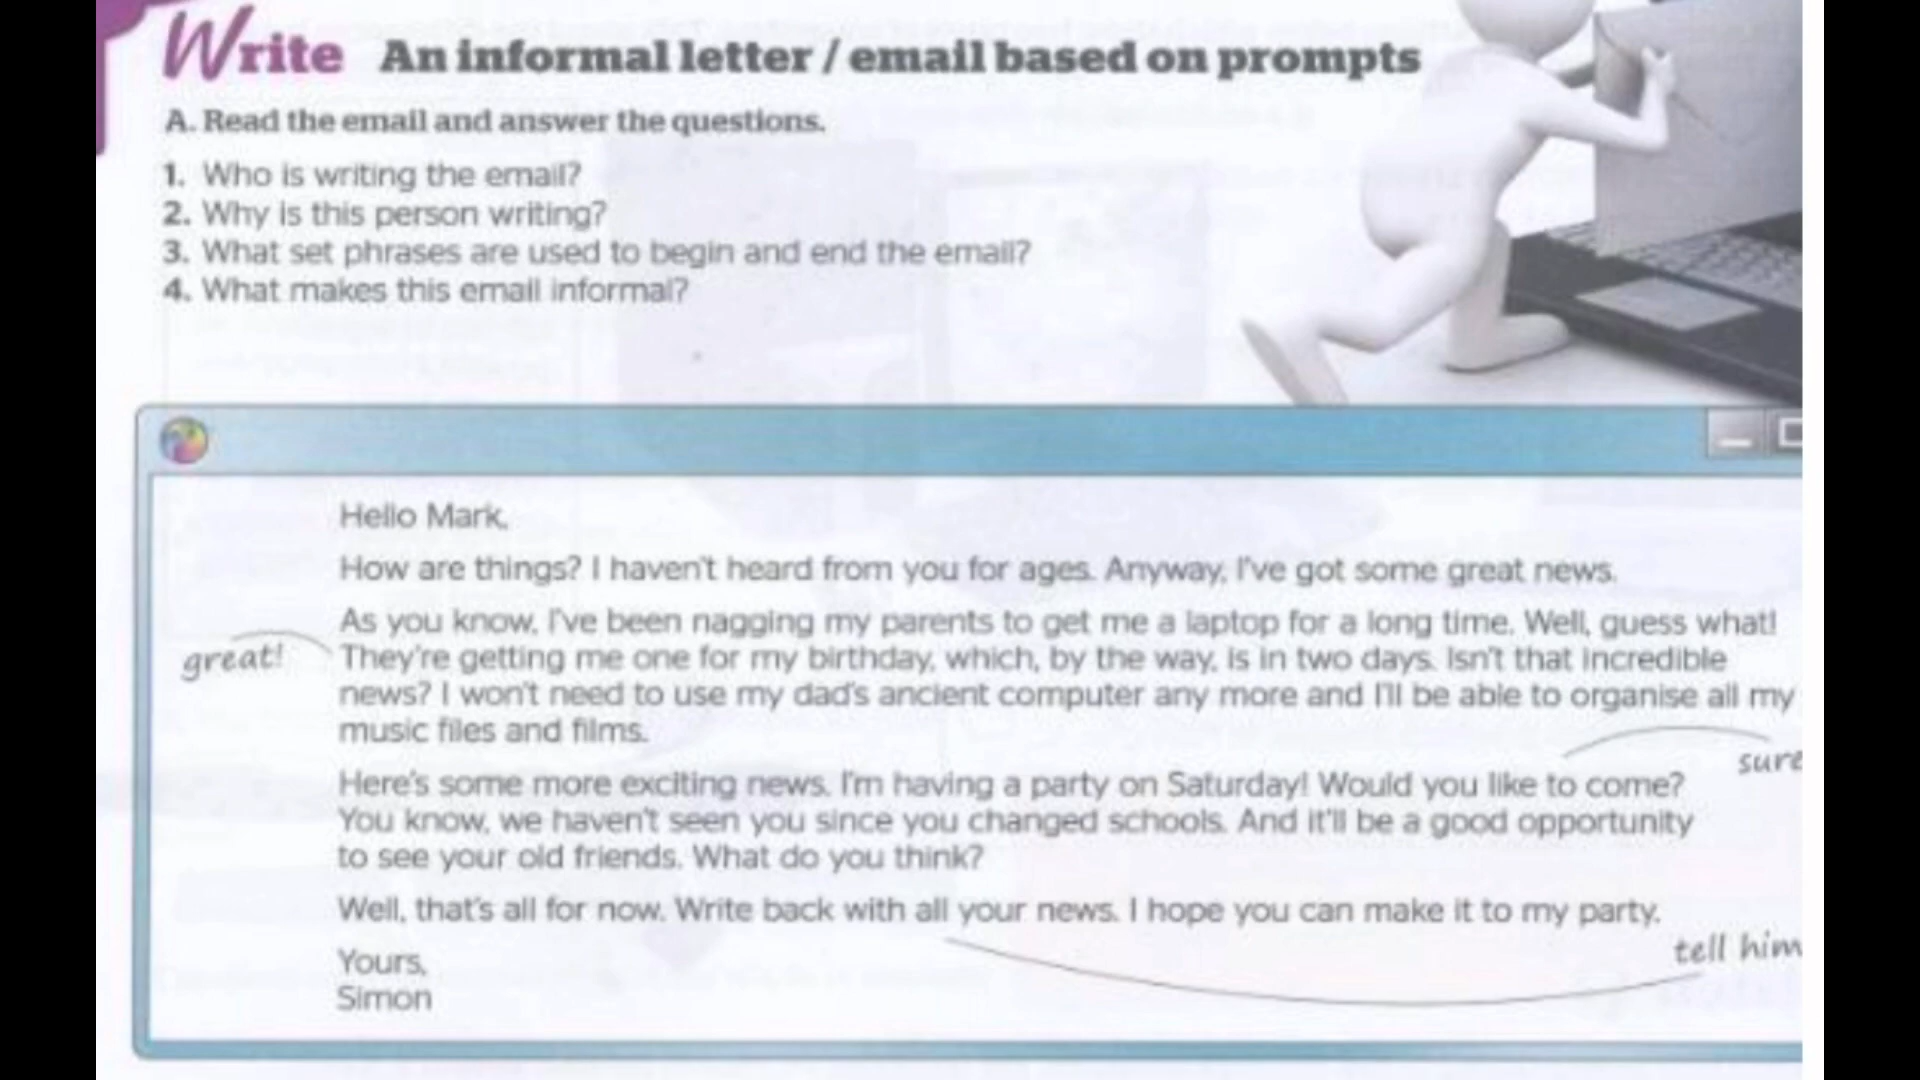 Write An informal letter / email based on prompts
A. Read the email and answer the questions.
1. Who is writing the email?
2. Why is this person writing?
3. What set phrases are used to begin and end the email?
4. What makes this email informal?
Hello Mark,
How are things? I haven't heard from you for ages. Anyway, I've got some great news.
As you know, I've been nagging my parents to get me a laptop for a long time. Well, guess what!
great! They're getting me one for my birthday, which, by the way, is in two days. Isn't that incredible
news? I won't need to use my dad's ancient computer any more and I'll be able to organise all my
music files and films.
sure
Here's some more exciting news. I'm having a party on Saturday! Would you like to come?
You know, we haven't seen you since you changed schools. And it'll be a good opportunity
to see your old friends. What do you think?
Well, that's all for now. Write back with all your news. I hope you can make it to my party.
tell him
Yours,
Simon